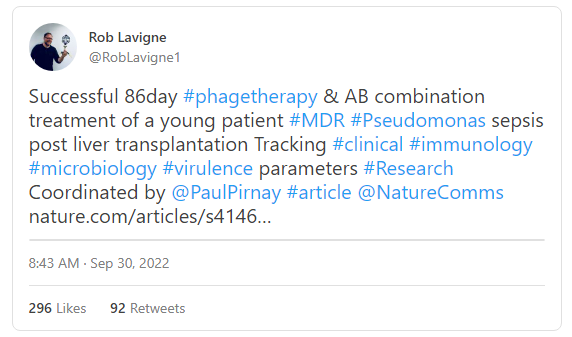 Rob Lavigne
@RobLavigne1
Successful 86day #phagetherapy & AB combination
treatment of a young patient #MDR #Pseudomonas sepsis
post liver transplantation Tracking #clinical #immunology
#microbiology #virulence parameters #Research
Coordinated by @PaulPirnay #article @NatureComms
nature.com/articles/s4146…
8:43 AM · Sep 30, 2022
296 Likes 92 Retweets